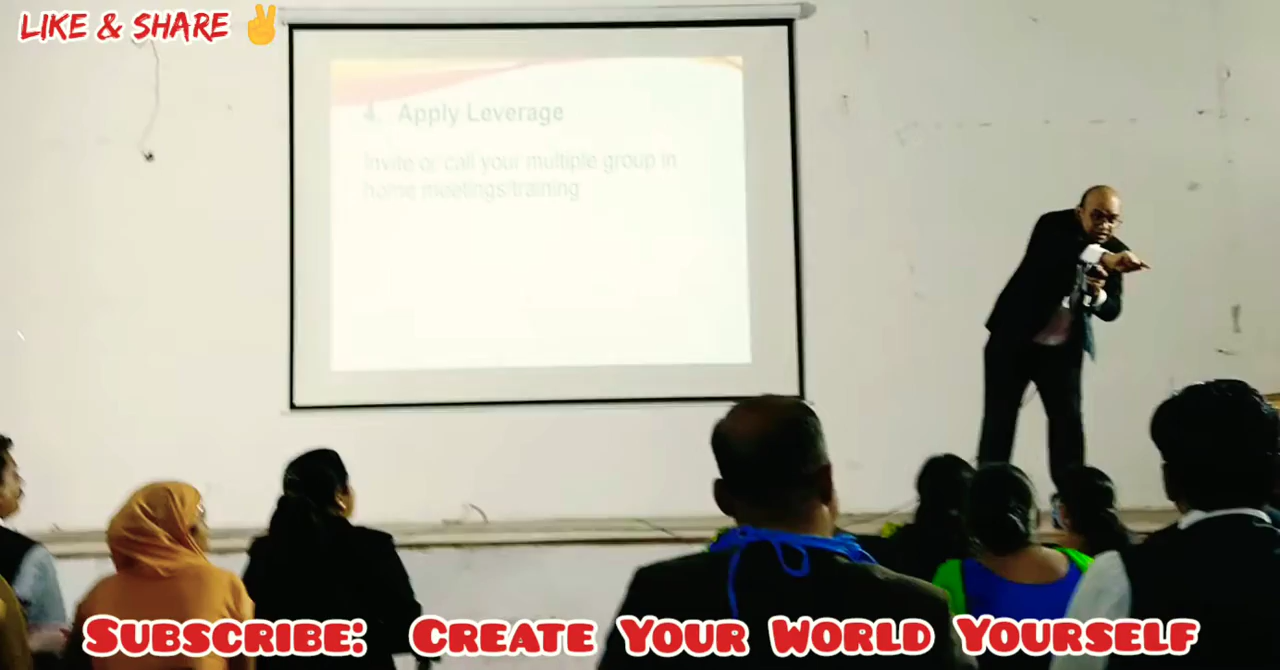 LIKE & SHARE ✌
4. Apply Leverage
Invite or call your multiple group in
home meetings/training
SUBSCRIBE: CREATE YOUR WORLD YOURSELF